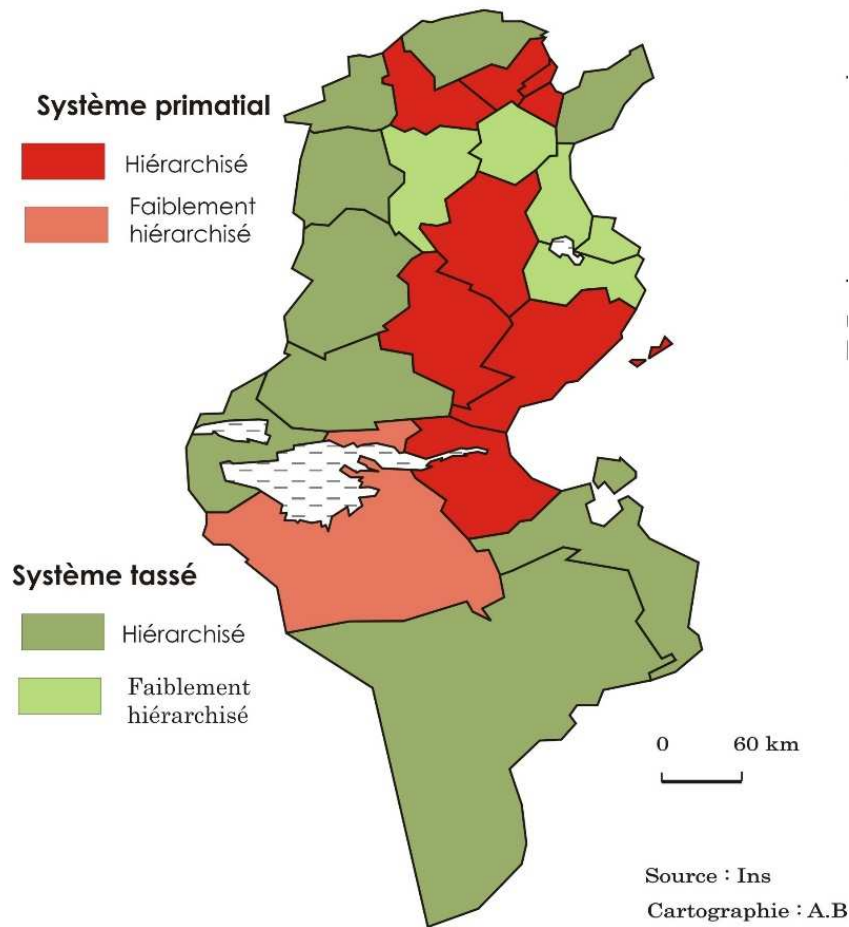 Système primatial
Hiérarchisé
Faiblement
hiérarchisé
Système tassé
Hiérarchisé
Faiblement
hiérarchisé
0 60 km
Source : Ins
Cartographie : A.B